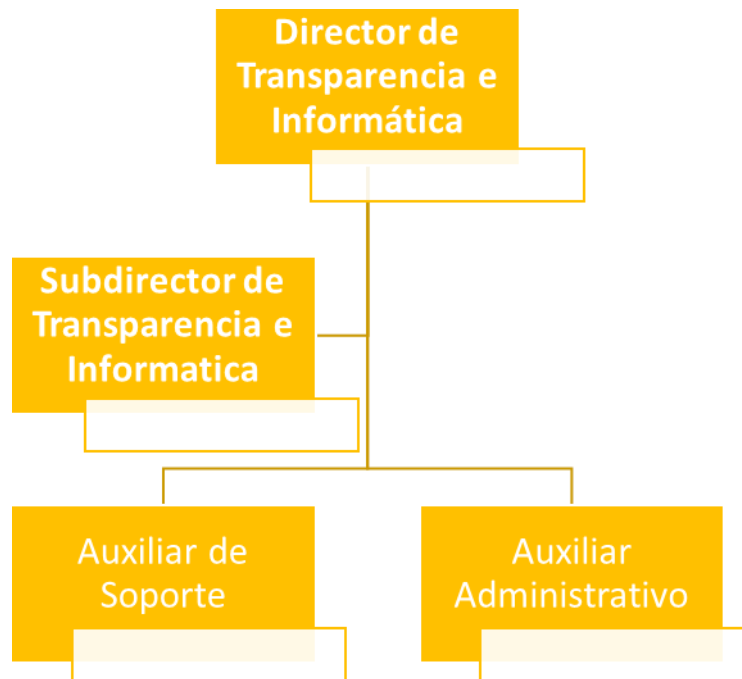 Director de
Transparencia e
Informática
Subdirector de
Transparencia e
Informatica
Auxiliar de
Soporte
Auxiliar
Administrativo